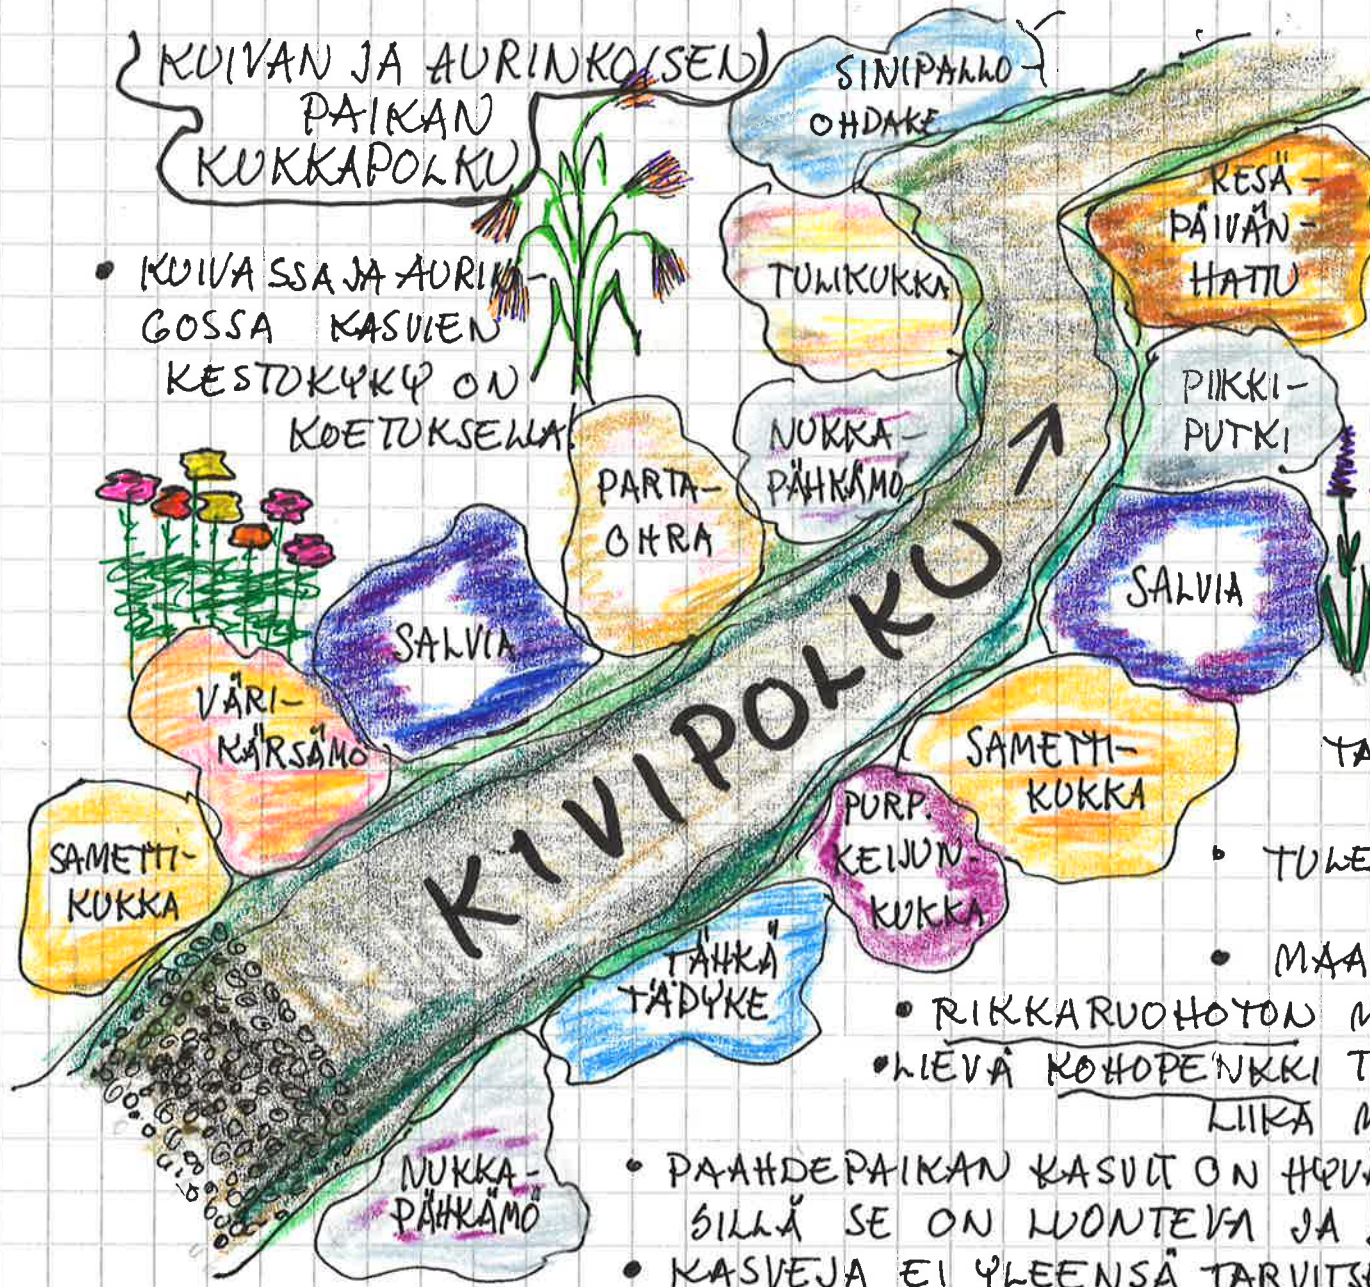 KUIVAN JA AURINKOISEN
PAIKAN
KUKKAPOLKU
• KUIVASSA JA AURIN-
GOSSA KASVIEN
KESTOKYKY ON
KOETUKSELLA!
SINIPALLO-
OHDAKE
TULIKUKKA
KESÄ-
PÄIVÄN-
HATTU
NUKKA-
PÄHKÄMÖ
PIIKKI-
PUTKI
PARTA-
OHRA
SALVIA
SALVIA
VÄRI-
KÄRSÄMÖ
SAMETTI-
KUKKA
KIVIPOLKU
SAMETTI-
KUKKA
PURP.
KEIJUN-
KUKKA
TÄHKÄ
TÄDYKE
NUKKA-
PÄHKÄMÖ
TA
• TULE
• MAA
• RIKKARUOHOTON M
• LIEVÄ KOHOPENKKI T
LIIKA M
• PAAHDEPAIKAN KASVIT ON HYVÄ
SILLÄ SE ON LUONTEVA JA
• KASVEJA EI YLEENSÄ TARVITS